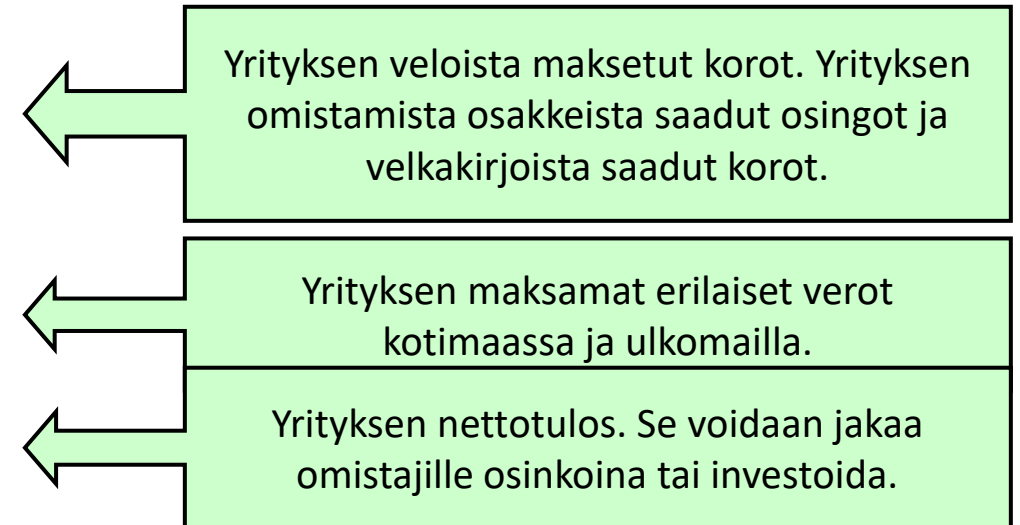 Yrityksen veloista maksetut korot. Yrityksen
omistamista osakkeista saadut osingot ja
velkakirjoista saadut korot.
Yrityksen maksamat erilaiset verot
kotimaassa ja ulkomailla.
Yrityksen nettotulos. Se voidaan jakaa
omistajille osinkoina tai investoida.